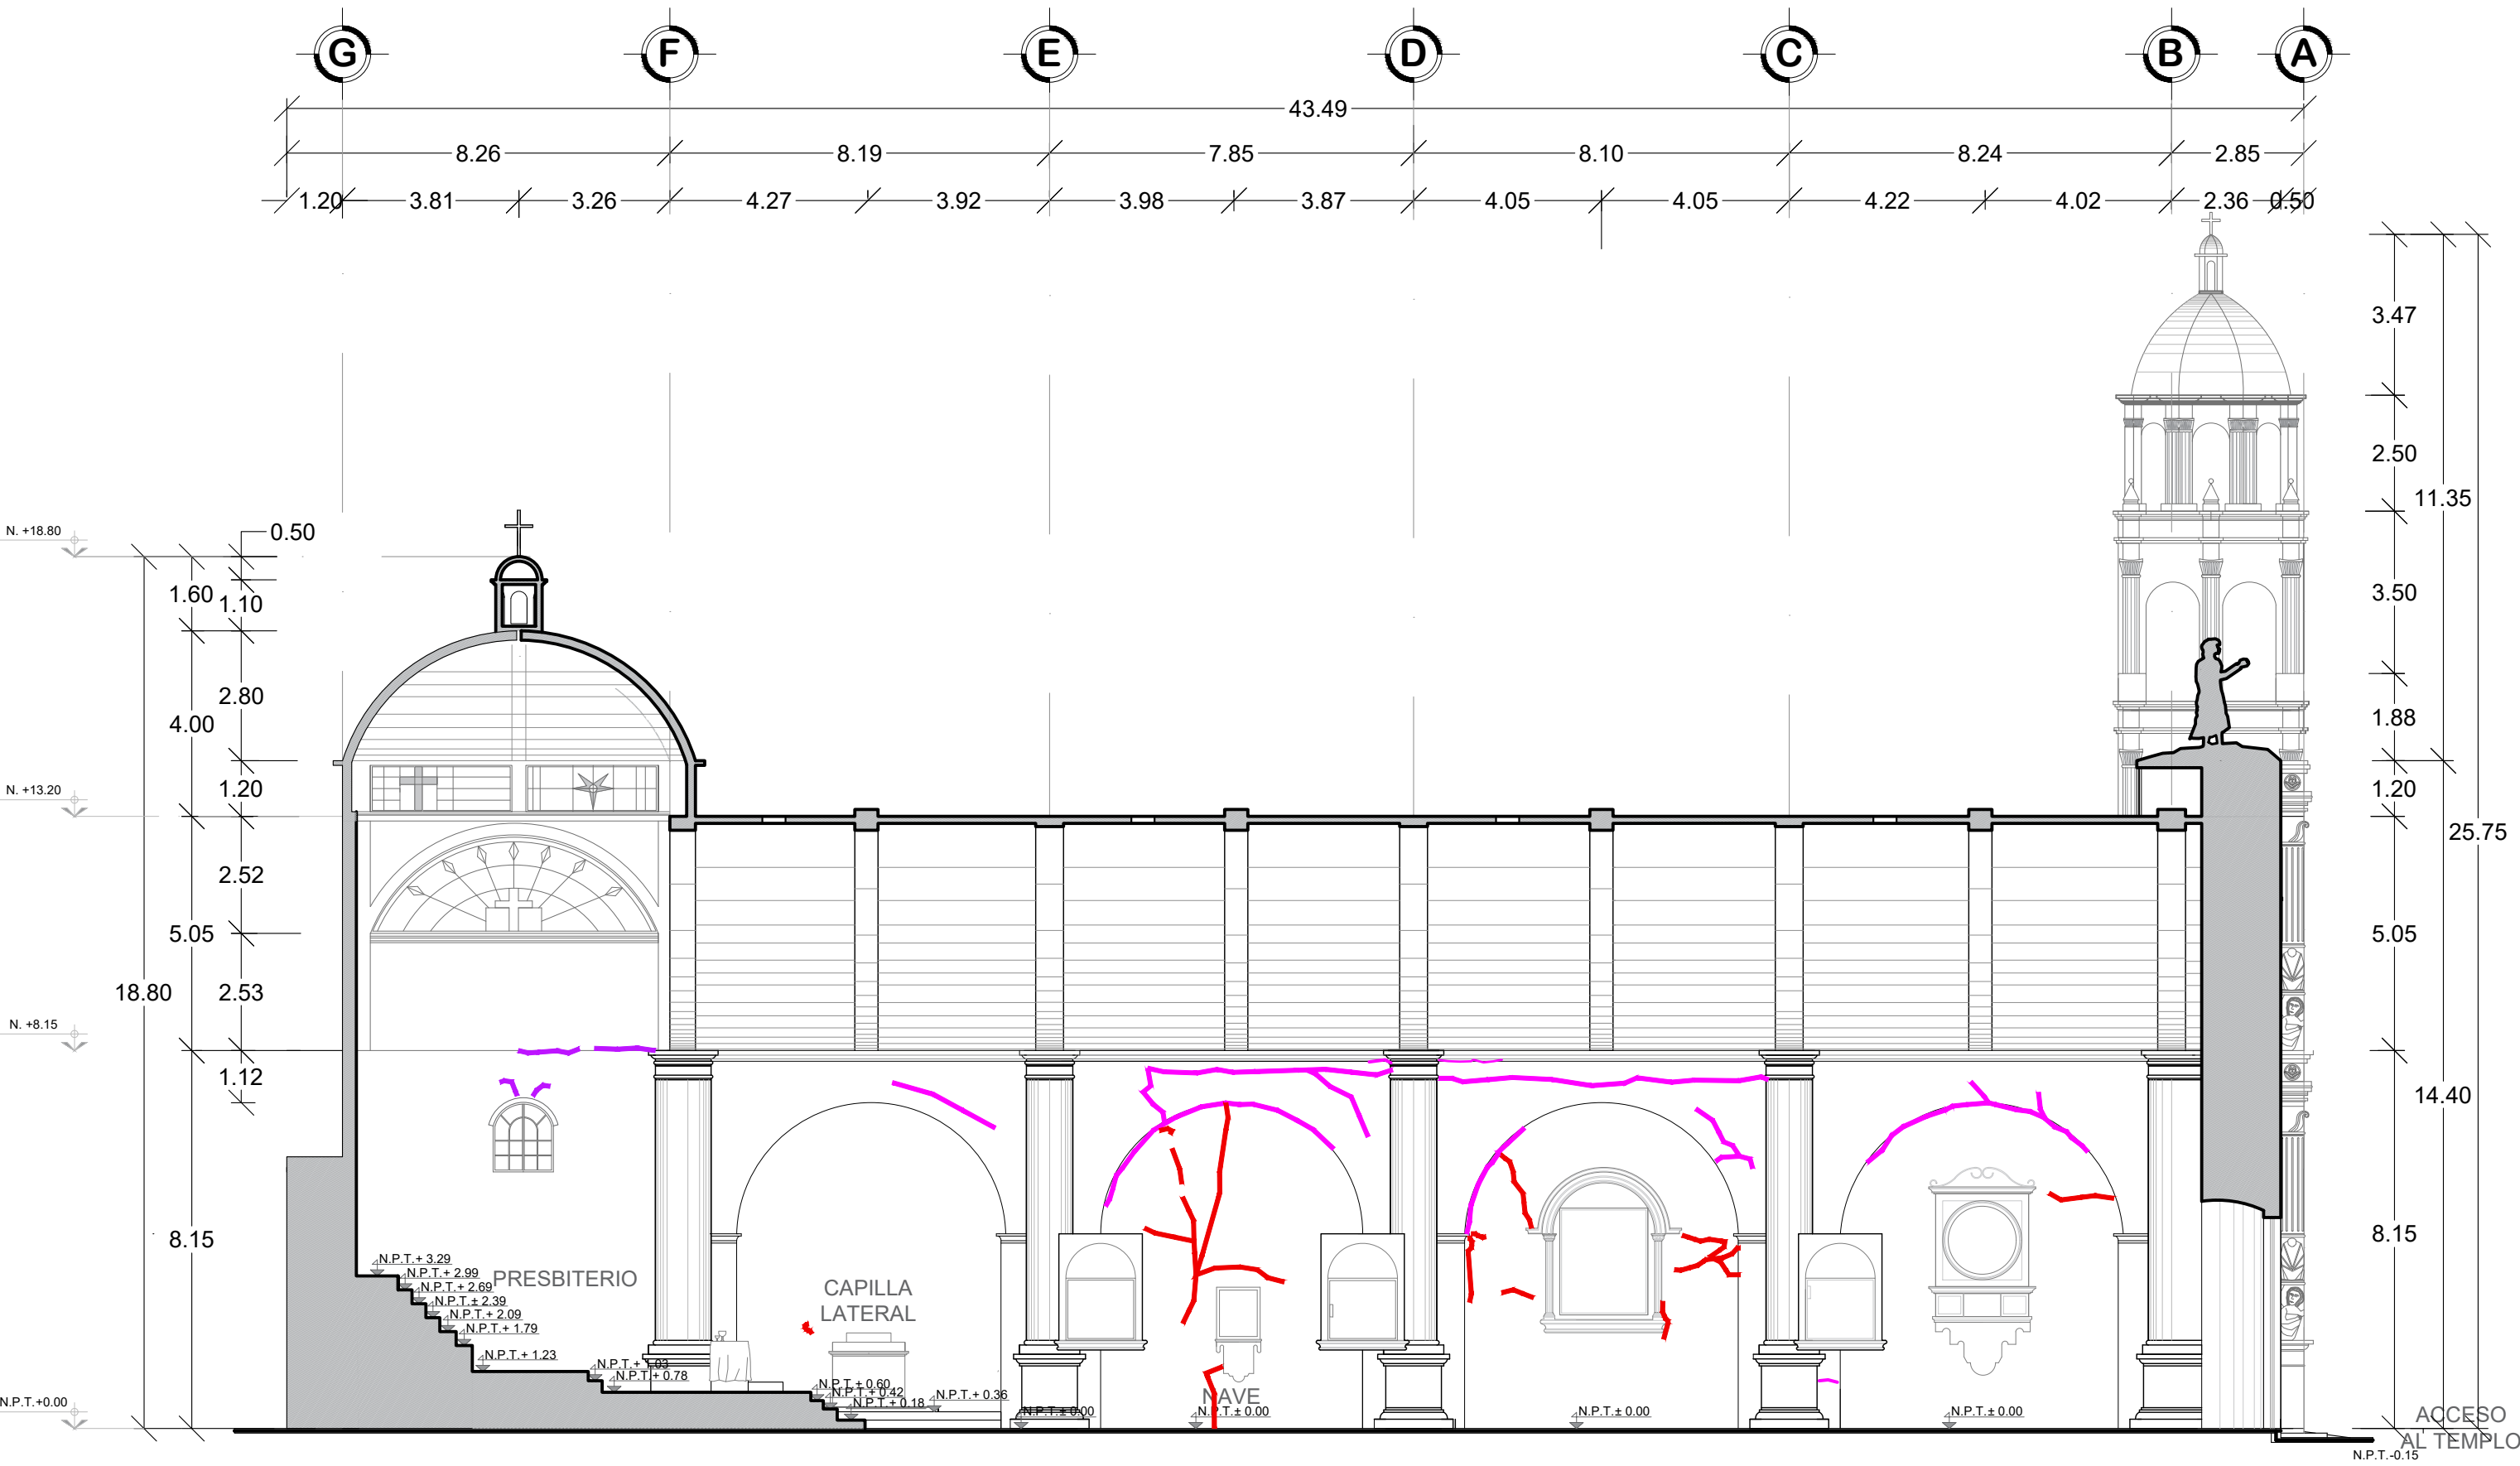 G F E D C B A
43.49
8.26 8.19 7.85 8.10 8.24 2.85
1.20 3.81 3.26 4.27 3.92 3.98 3.87 4.05 4.05 4.22 4.02 2.36 0.50
3.47
2.50
11.35
3.50
1.88
1.20
25.75
5.05
14.40
8.15
N. +18.80
0.50
1.60
1.10
2.80
4.00
1.20
N. +13.20
2.52
5.05
18.80
2.53
N. +8.15
1.12
8.15
N.P.T.+0.00
N.P.T.+ 3.29
N.P.T.+ 2.99
N.P.T.+ 2.69
N.P.T.± 2.39
N.P.T.+ 2.09
N.P.T.+ 1.79
N.P.T.+ 1.23
N.P.T.+ 1.03
N.P.T.+ 0.78
PRESBITERIO
CAPILLA
LATERAL
N.P.T.± 0.60
N.P.T.+ 0.42
N.P.T.+ 0.18
N.P.T.+ 0.36
NAVE
N.P.T.± 0.00
N.P.T.± 0.00
N.P.T.± 0.00
N.P.T.± 0.00
ACCESO
AL TEMPLO
N.P.T.-0.15